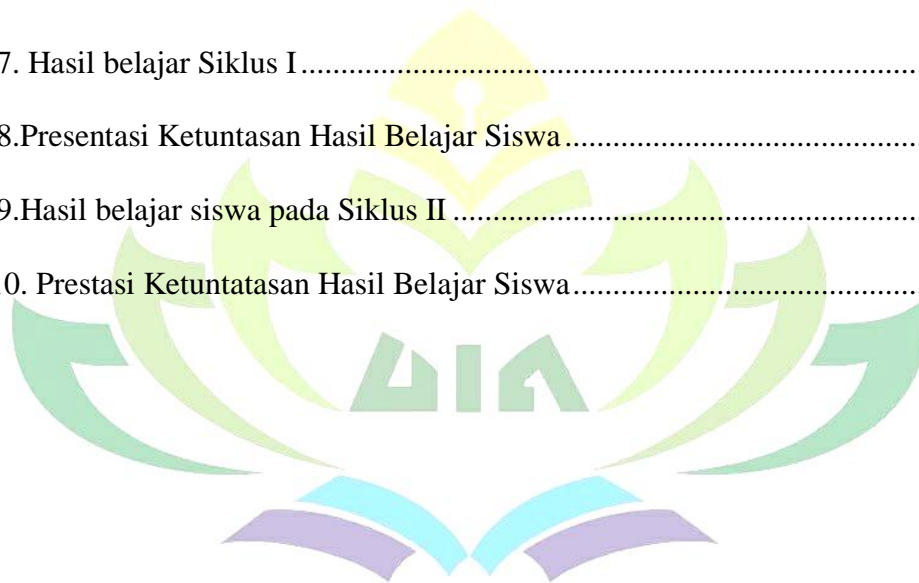 7. Hasil belajar Siklus I........................................................................................
8.Presentasi Ketuntasan Hasil Belajar Siswa.............................................
9.Hasil belajar siswa pada Siklus II...........................................................
0. Prestasi Ketuntatasan Hasil Belajar Siswa............................................
UIN